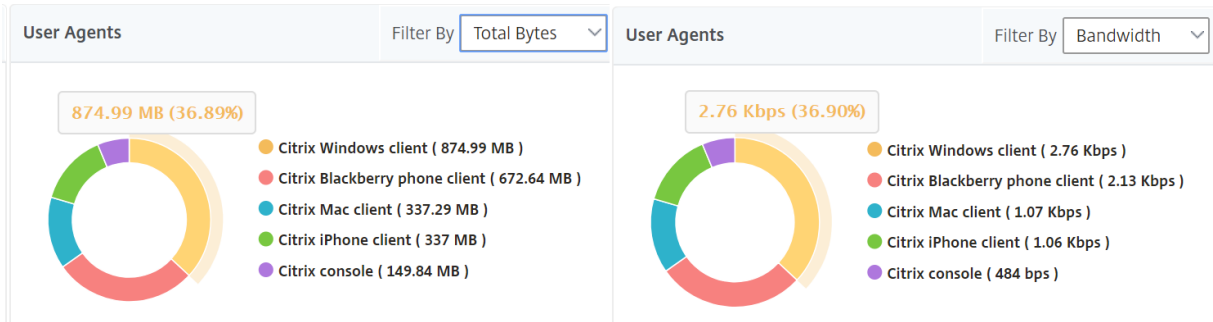 User Agents
Filter By Total Bytes
874.99 MB (36.89%)
Citrix Windows client ( 874.99 MB )
Citrix Blackberry phone client ( 672.64 MB )
Citrix Mac client ( 337.29 MB )
Citrix iPhone client ( 337 MB )
Citrix console ( 149.84 MB )
User Agents
Filter By Bandwidth
2.76 Kbps (36.90%)
Citrix Windows client ( 2.76 Kbps )
Citrix Blackberry phone client ( 2.13 Kbps )
Citrix Mac client ( 1.07 Kbps )
Citrix iPhone client ( 1.06 Kbps )
Citrix console ( 484 bps )